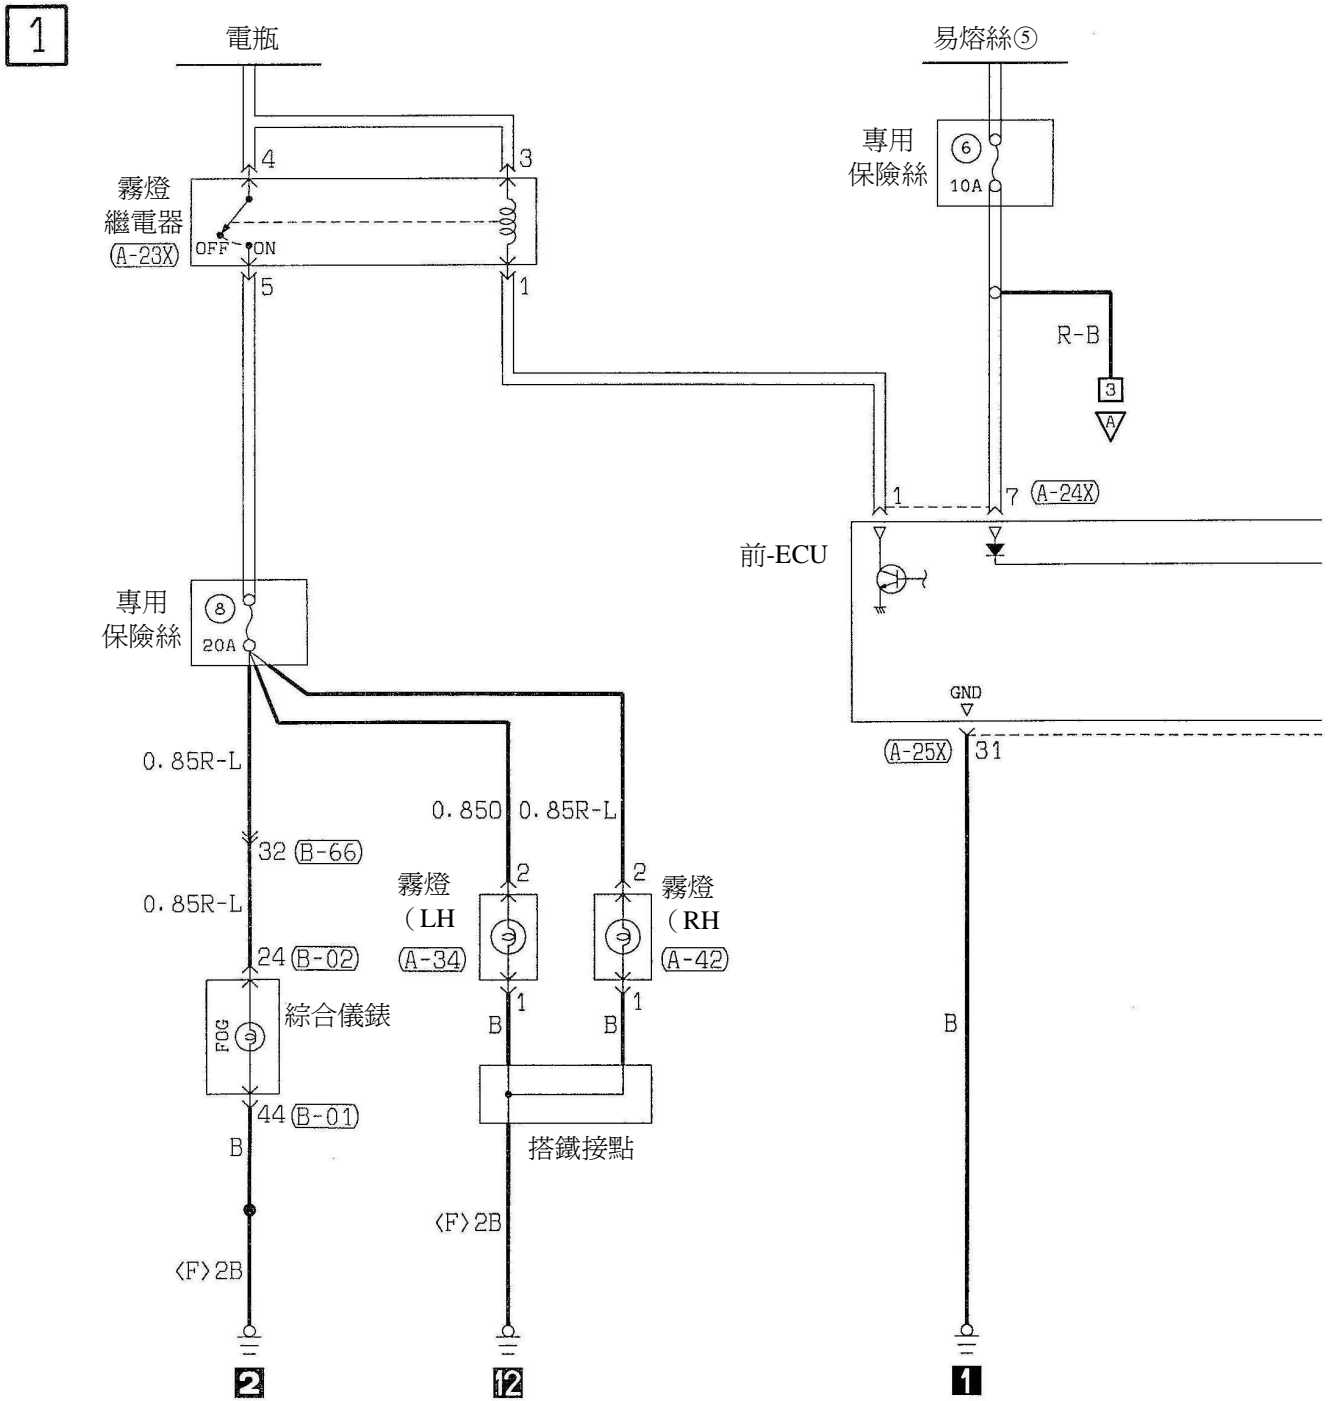 1
電瓶
易熔絲⑤
專用
保險絲
⑥
10A
4
3
霧燈
繼電器
(A-23X)
OFF
ON
5
1
R-B
3
A
1
7
(A-24X)
前-ECU
專用
保險絲
⑧
20A
GND
(A-25X)
31
0.85R-L
0.85O
0.85R-L
32
(B-66)
2
2
霧燈
（LH
(A-34)
霧燈
（RH
(A-42)
0.85R-L
24
(B-02)
FOG
綜合儀錶
1
1
B
B
B
44
(B-01)
B
搭鐵接點
〈F〉2B
〈F〉2B
2
12
1